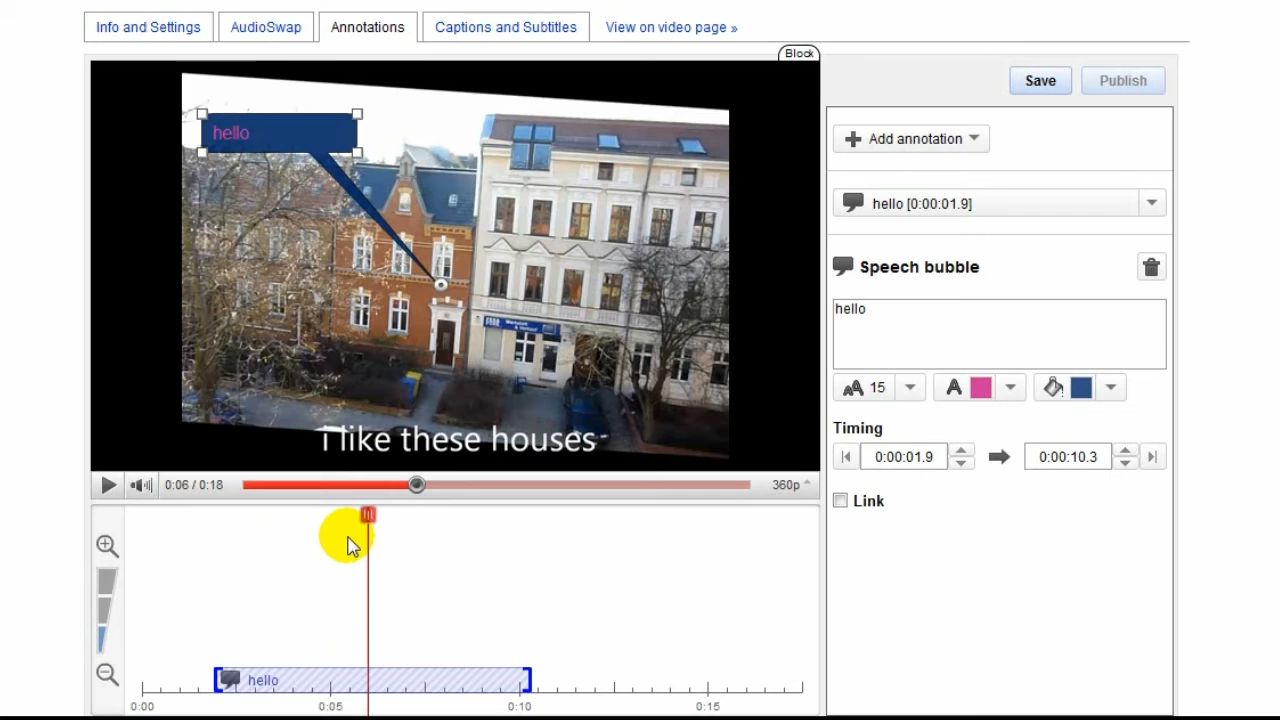 Info and Settings
AudioSwap
Annotations
Captions and Subtitles
View on video page »
Block
Save
Publish
hello
Add annotation
hello [0:00:01.9]
Speech bubble
hello
15
A
Timing
0:00:01.9
0:00:10.3
Link
i like these houses
0:06 / 0:18
360p
hello
0:00
0:05
0:10
0:15